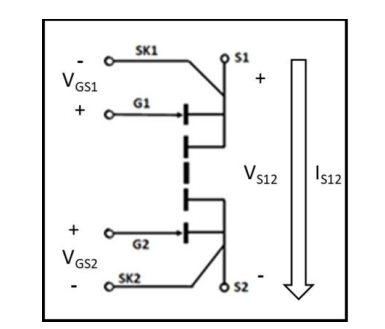 - SK1 S1
V_GS1 +
+ G1
V_S12 I_S12
+ G2
V_GS2
- SK2 S2 -